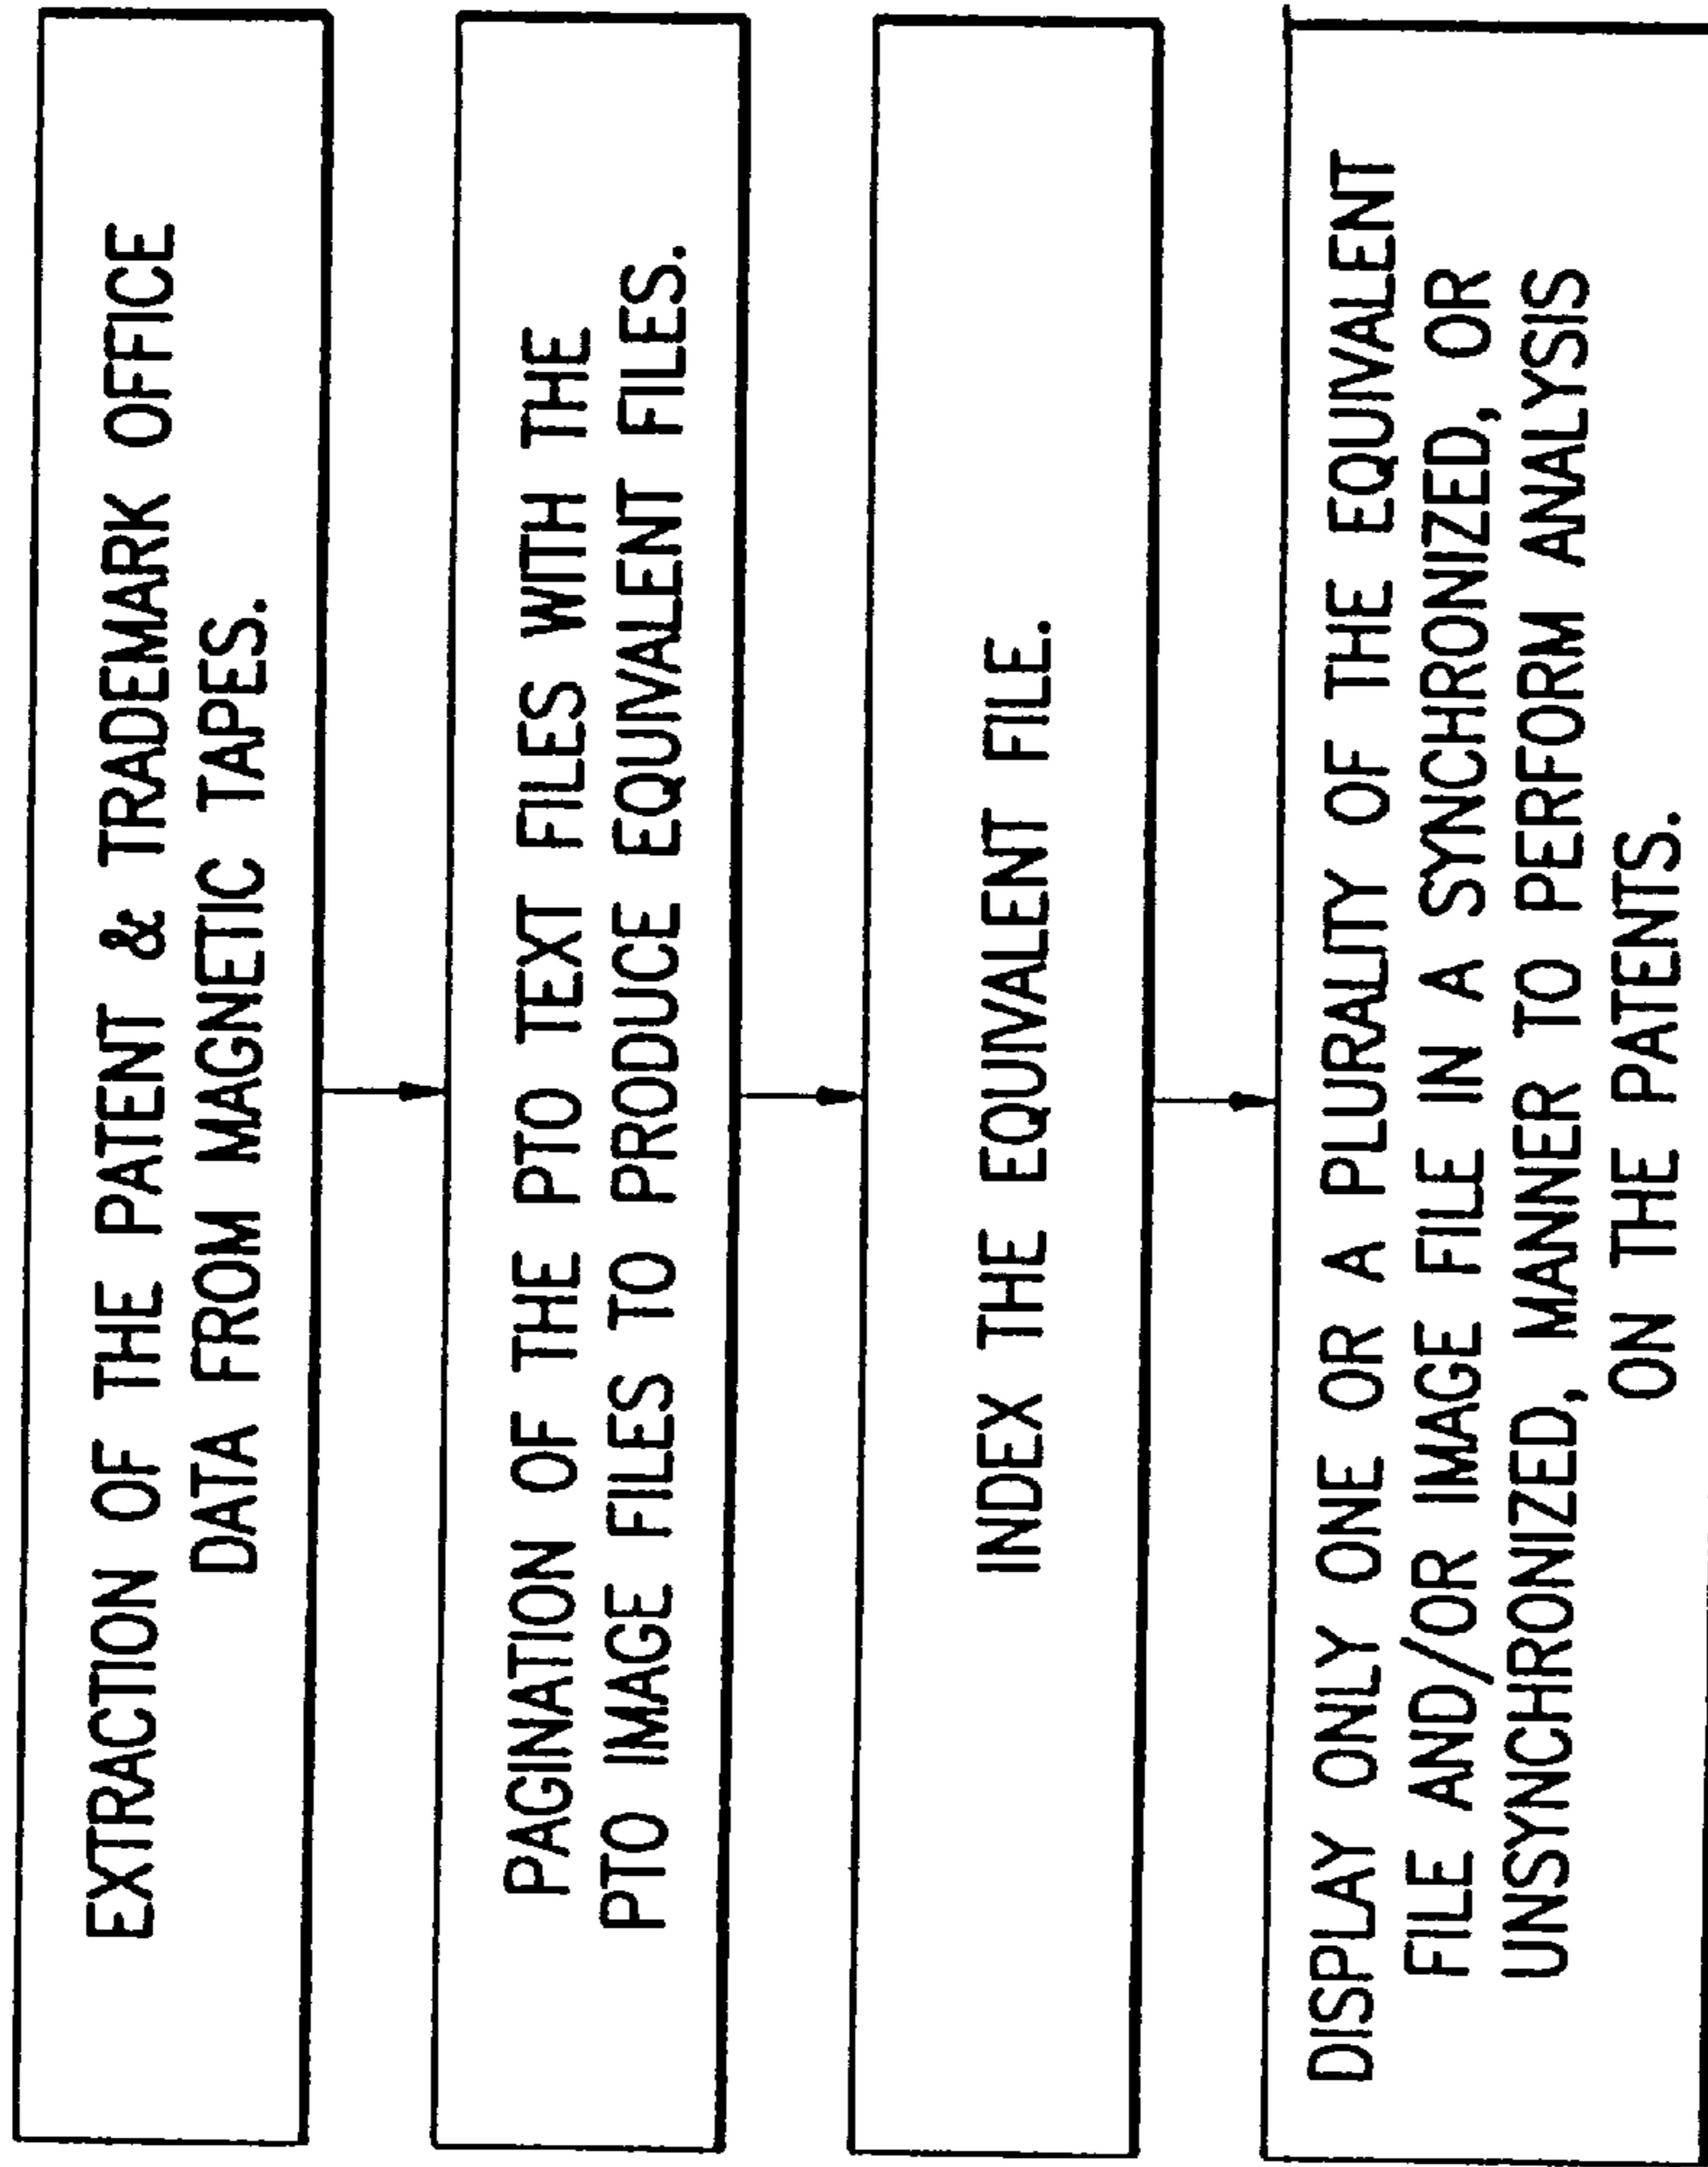 EXTRACTION OF THE PATENT & TRADEMARK OFFICE
DATA FROM MAGNETIC TAPES.
PAGINATION OF THE PTO TEXT FILES WITH THE
PTO IMAGE FILES TO PRODUCE EQUIVALENT FILES.
INDEX THE EQUIVALENT FILE.
DISPLAY ONLY ONE OR A PLURALITY OF THE EQUIVALENT
FILE AND/OR IMAGE FILE IN A SYNCHRONIZED, OR
UNSYNCHRONIZED, MANNER TO PERFORM ANALYSIS
ON THE PATENTS.